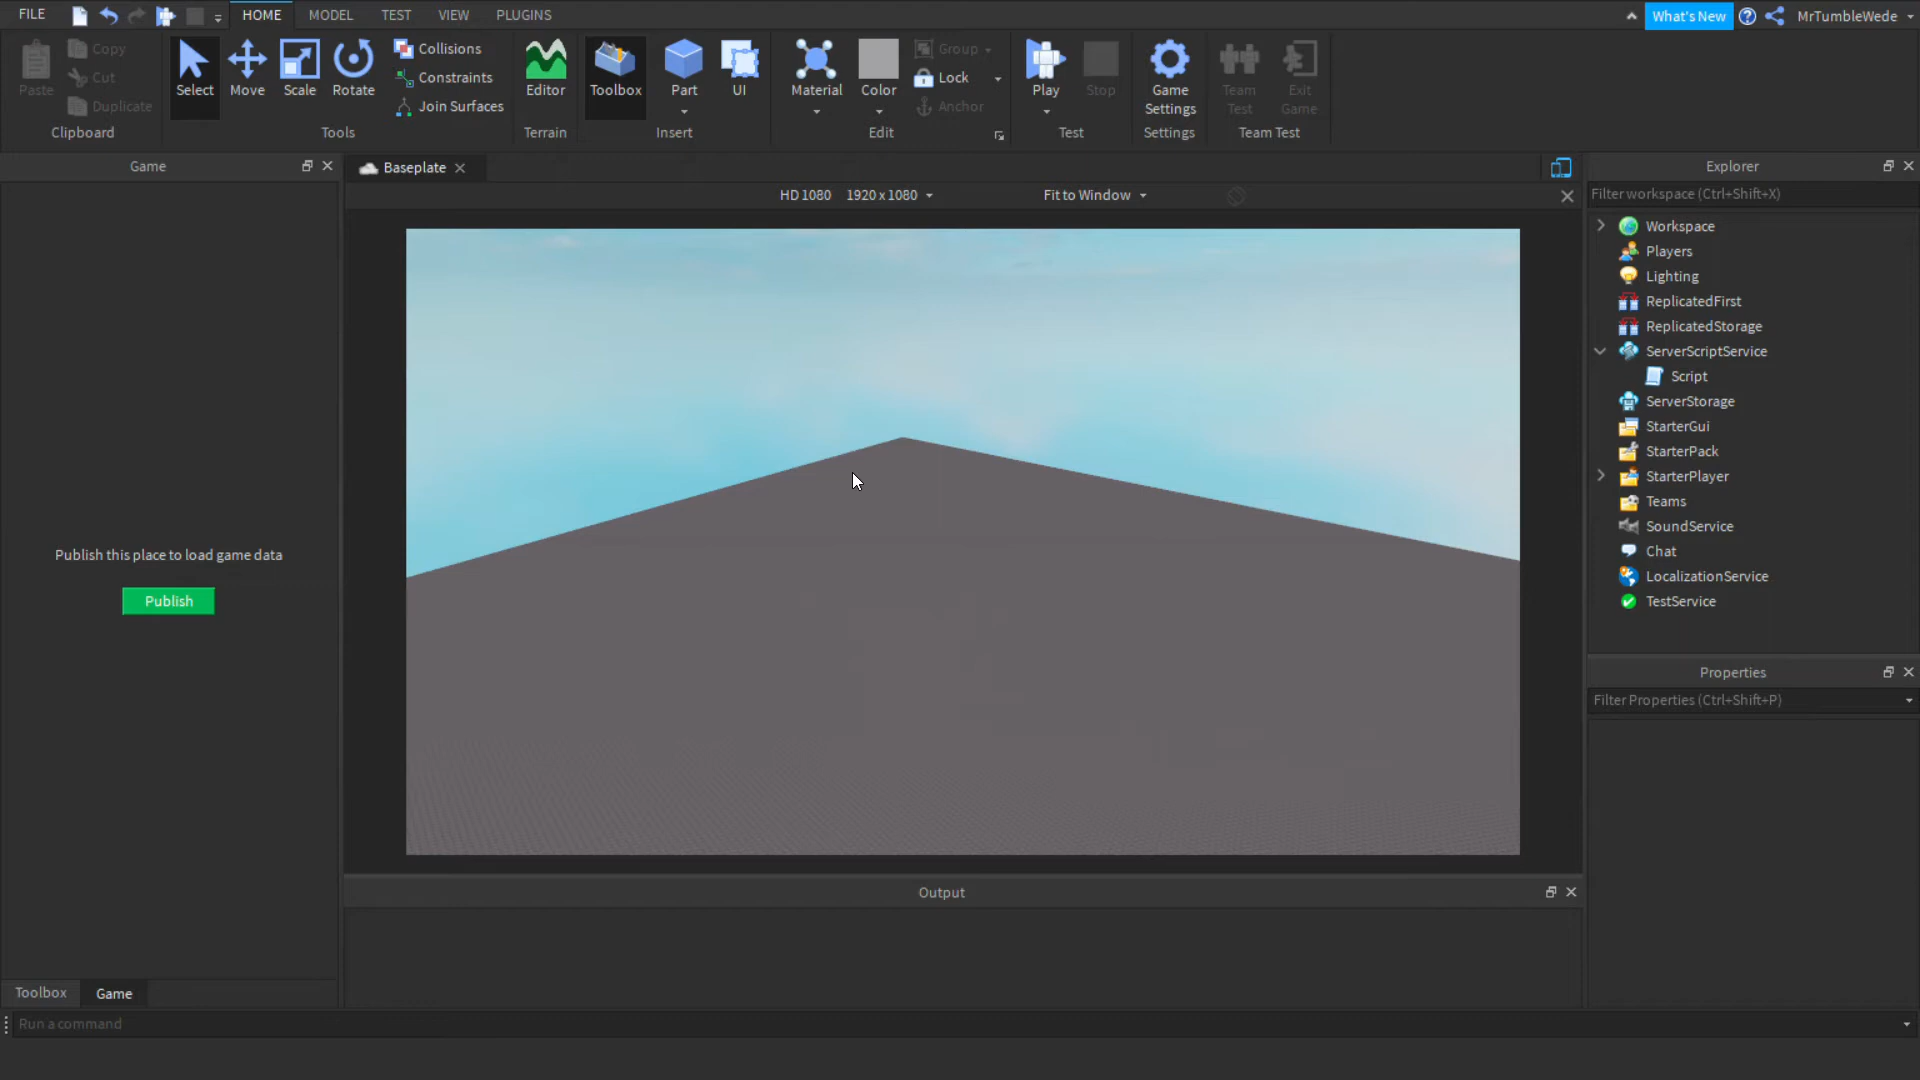 FILE
HOME
MODEL
TEST
VIEW
PLUGINS
What's New
MrTumbleWede
Paste
Copy
Cut
Duplicate
Clipboard
Select
Move
Scale
Rotate
Collisions
Constraints
Join Surfaces
Tools
Editor
Terrain
Toolbox
Part
UI
Insert
Material
Color
Group
Lock
Anchor
Edit
Play
Stop
Test
Game
Settings
Settings
Team
Test
Exit
Game
Team Test
Game
Publish this place to load game data
Publish
Toolbox
Game
Baseplate
HD 1080 1920 x 1080
Fit to Window
Output
Explorer
Filter workspace (Ctrl+Shift+X)
Workspace
Players
Lighting
ReplicatedFirst
ReplicatedStorage
ServerScriptService
Script
ServerStorage
StarterGui
StarterPack
StarterPlayer
Teams
SoundService
Chat
LocalizationService
TestService
Properties
Filter Properties (Ctrl+Shift+P)
Run a command